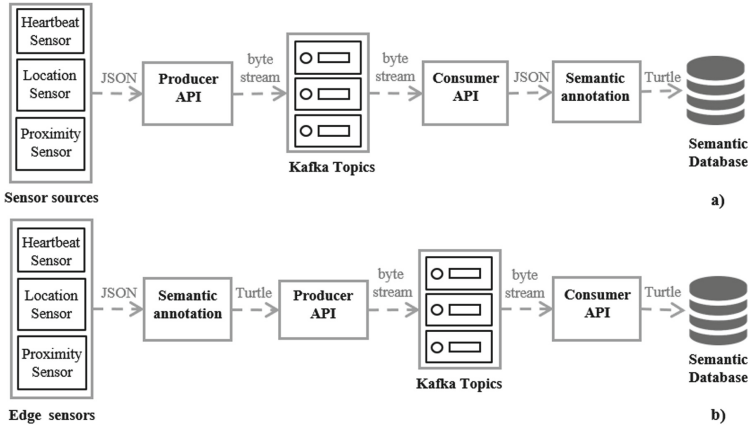 Heartbeat
Sensor
Location
Sensor
Proximity
Sensor
Sensor sources
JSON
Producer
API
byte
stream
Kafka Topics
byte
stream
Consumer
API
JSON
Semantic
annotation
Turtle
Semantic
Database
a)
Heartbeat
Sensor
Location
Sensor
Proximity
Sensor
Edge sensors
JSON
Semantic
annotation
Turtle
Producer
API
byte
stream
Kafka Topics
byte
stream
Consumer
API
Turtle
Semantic
Database
b)